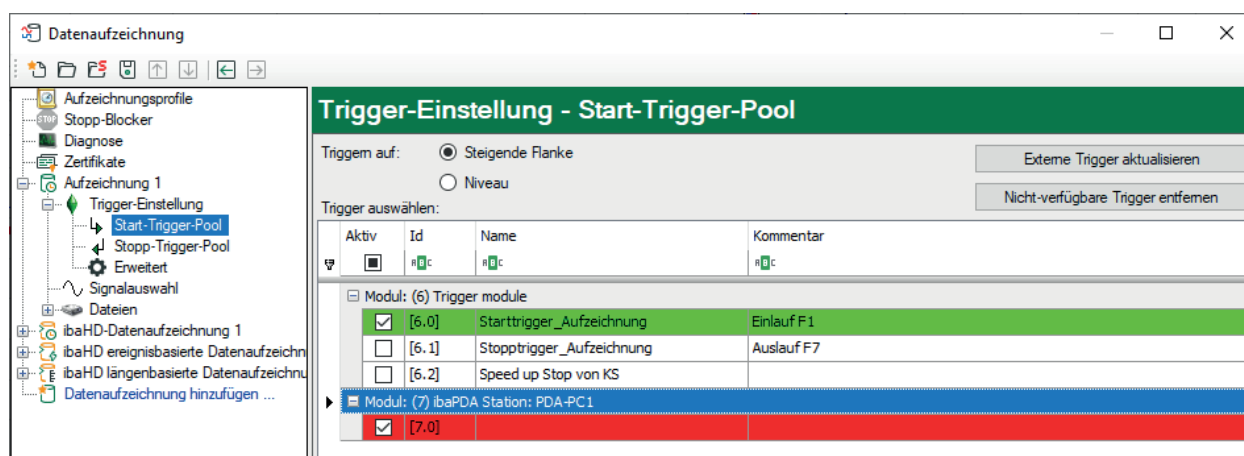 Datenaufzeichnung
Aufzeichnungsprofile
STOP Stopp-Blocker
Diagnose
Zertifikate
Aufzeichnung 1
Trigger-Einstellung
Start-Trigger-Pool
Stopp-Trigger-Pool
Erweitert
Signalauswahl
Dateien
ibaHD-Datenaufzeichnung 1
ibaHD ereignisbasierte Datenaufzeichn
ibaHD längenbasierte Datenaufzeichnu
Datenaufzeichnung hinzufügen ...
Trigger-Einstellung - Start-Trigger-Pool
Triggern auf: Steigende Flanke
Niveau
Externe Trigger aktualisieren
Nicht-verfügbare Trigger entfernen
Trigger auswählen:
Aktiv Id Name Kommentar
ABC ABC ABC
Modul: (6) Trigger module
[6.0] Starttrigger_Aufzeichnung Einlauf F1
[6.1] Stopptrigger_Aufzeichnung Auslauf F7
[6.2] Speed up Stop von KS
Modul: (7) ibaPDA Station: PDA-PC1
[7.0]